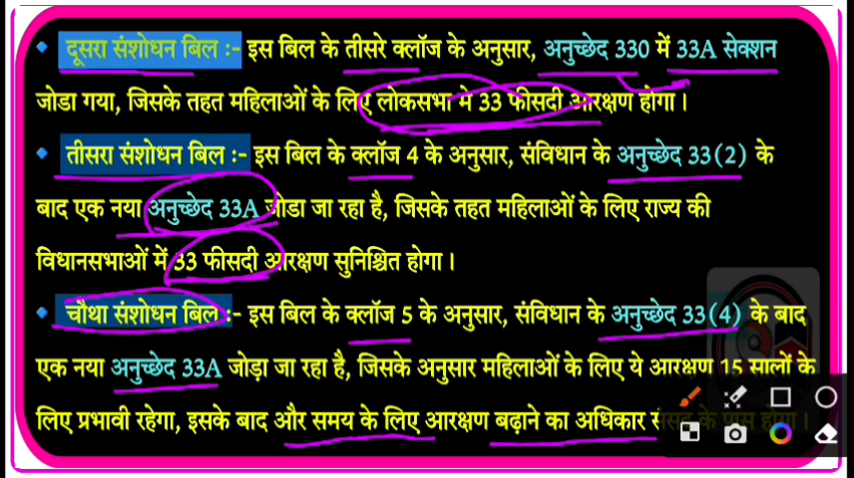 दूसरा संशोधन बिल :- इस बिल के तीसरे क्लॉज के अनुसार, अनुच्छेद 330 में 33A सेक्शन
जोडा गया, जिसके तहत महिलाओं के लिए लोकसभा मे 33 फीसदी आरक्षण होगा ।
तीसरा संशोधन बिल :- इस बिल के क्लॉज 4 के अनुसार, संविधान के अनुच्छेद 33(2) के
बाद एक नया अनुच्छेद 33A जोडा जा रहा है, जिसके तहत महिलाओं के लिए राज्य की
विधानसभाओं में 33 फीसदी आरक्षण सुनिश्चित होगा ।
चौथा संशोधन बिल :- इस बिल के क्लॉज 5 के अनुसार, संविधान के अनुच्छेद 33(4) के बाद
एक नया अनुच्छेद 33A जोड़ा जा रहा है, जिसके अनुसार महिलाओं के लिए ये आरक्षण 15 सालों के
लिए प्रभावी रहेगा, इसके बाद और समय के लिए आरक्षण बढ़ाने का अधिकार संसद के पास होगा ।